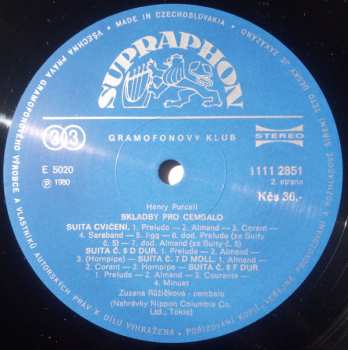 • MADE IN CZECHOSLOVAKIA •
VŠECHNA PRÁVA GRAMOFONOVÉHO VÝROBCE A VLASTNÍKŮ AUTORSKÝCH PRÁV K DÍLU VYHRAZENA • POŘIZOVÁNÍ KOPIÍ
SUPRAPHON
33
GRAMOFONOVÝ KLUB
STEREO
E 5020
1111 2851
℗ 1980
2. strana
Kčs 36,-
Henry Purcell
SKLADBY PRO CEMBALO
SUITA CVIČENÍ. 1. Preludo — 2. Almand — 3. Corant —
4. Saraband — 5. Jigg — 6. dod. Preludo (ze Suity
č. 5) — 7. dod. Almand (ze Suity č. 5)
SUITA Č. 6 D DUR. 1. Preludo — 2. Almand —
3. (Hornpipe) — SUITA Č. 7 D MOLL. 1. Almand —
2. Corant — 3. Hornpipe — SUITA Č. 8 F DUR
1. Preludo — 2. Almand — 3. Courante —
4. Minuet
Zuzana Růžičková - cembalo
(Nahrávky Nippon Columbia Co.
Ltd., Tokio)